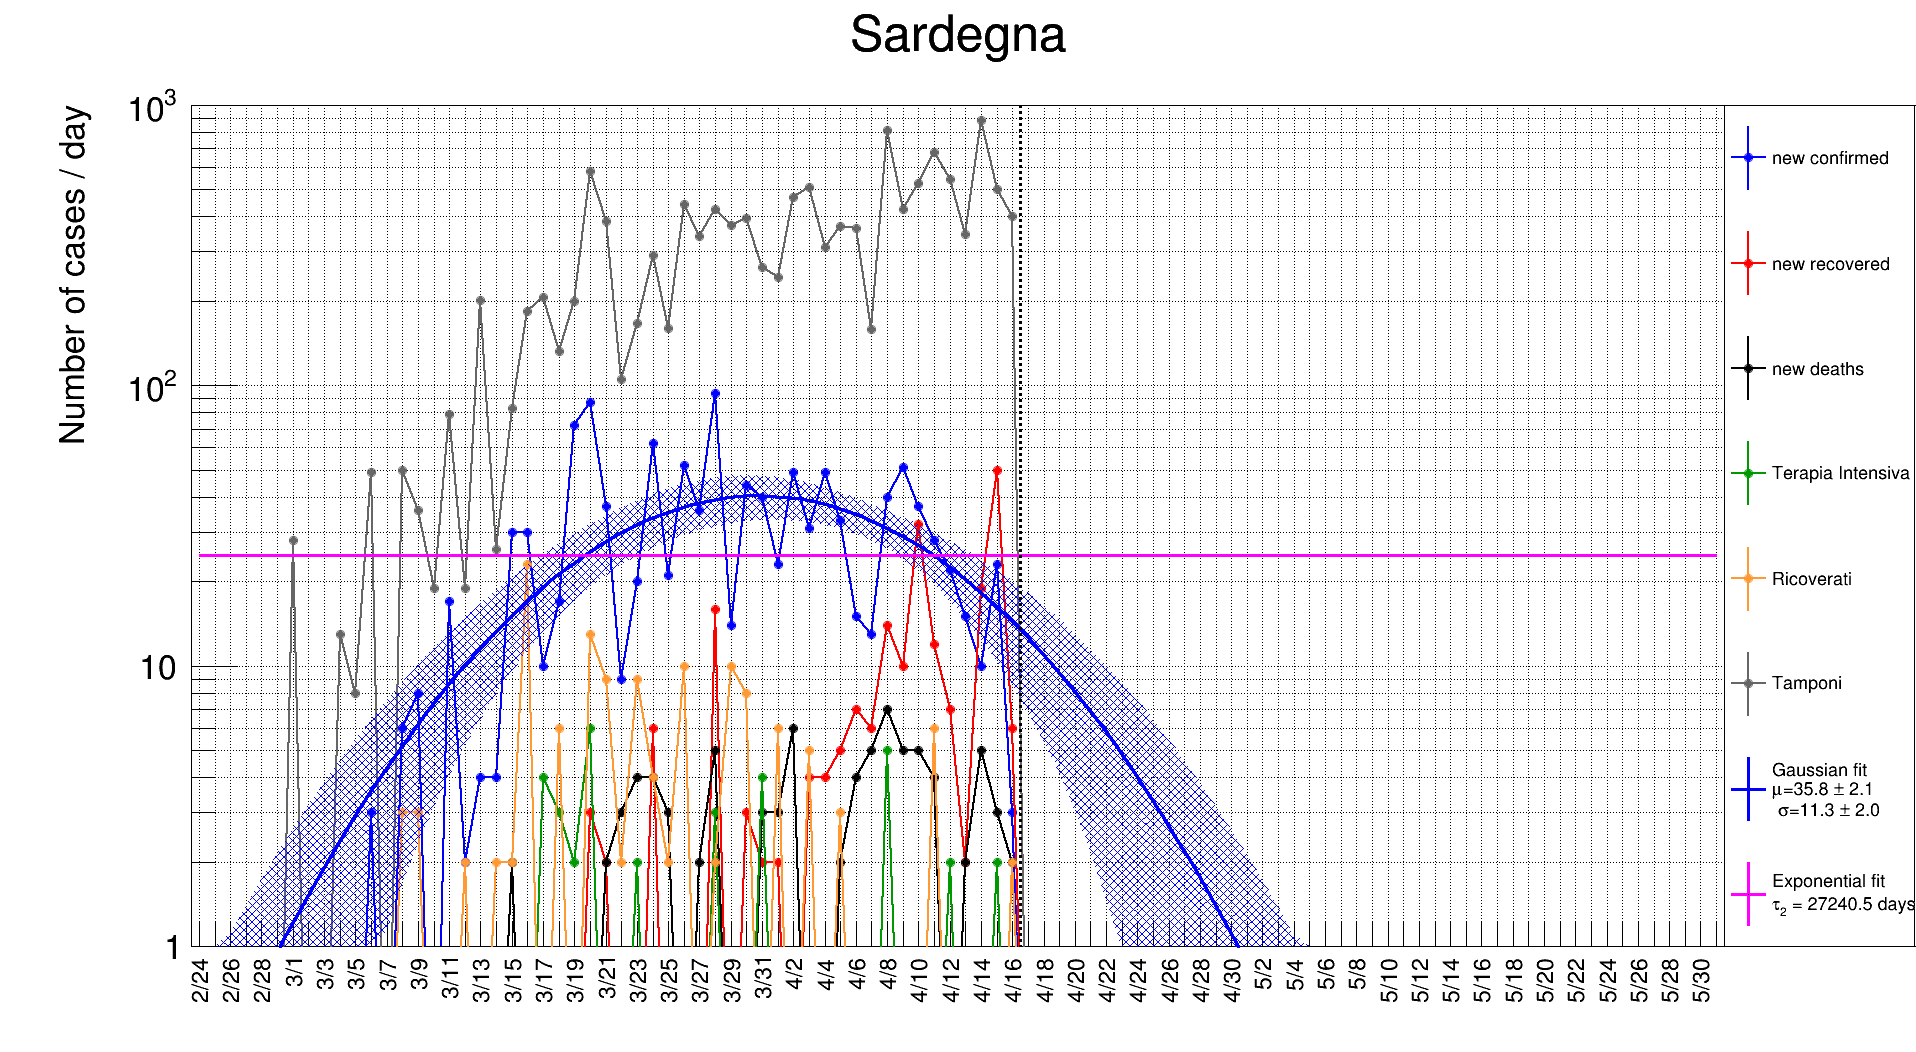 Sardegna
Number of cases / day
10³
10²
10
1
2/24 2/26 2/28 3/1 3/3 3/5 3/7 3/9 3/11 3/13 3/15 3/17 3/19 3/21 3/23 3/25 3/27 3/29 3/31 4/2 4/4 4/6 4/8 4/10 4/12 4/14 4/16 4/18 4/20 4/22 4/24 4/26 4/28 4/30 5/2 5/4 5/6 5/8 5/10 5/12 5/14 5/16 5/18 5/20 5/22 5/24 5/26 5/28 5/30
new confirmed
new recovered
new deaths
Terapia Intensiva
Ricoverati
Tamponi
Gaussian fit
μ=35.8 ± 2.1
σ=11.3 ± 2.0
Exponential fit
τ₂ = 27240.5 days